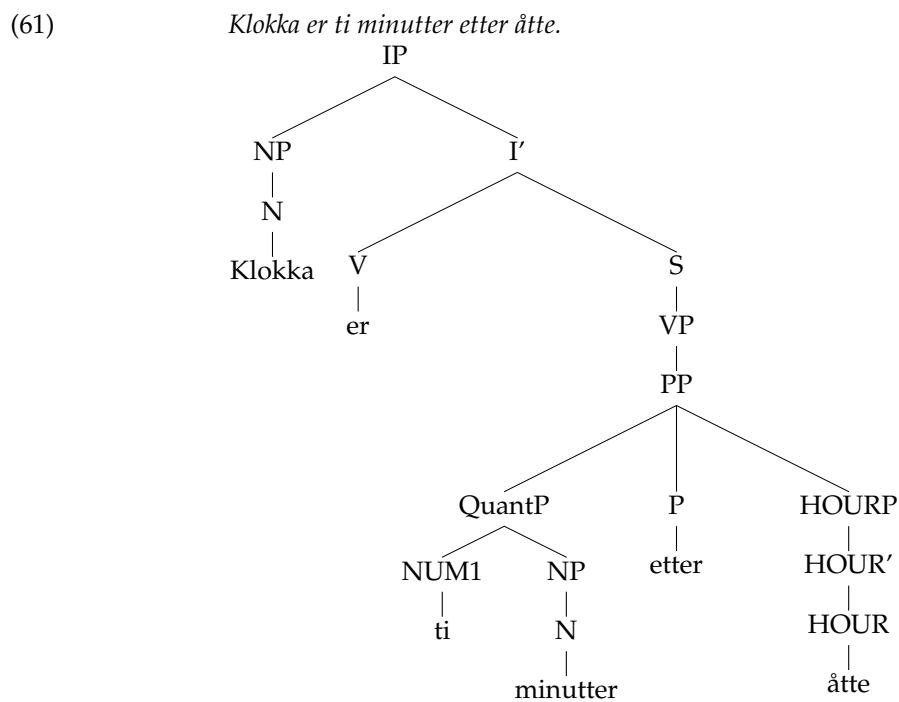 (61) Klokka er ti minutter etter åtte.
IP
NP I'
N
Klokka V S
er VP
PP
QuantP P HOURP
NUM1 NP etter HOUR'
ti N HOUR
minutter åtte